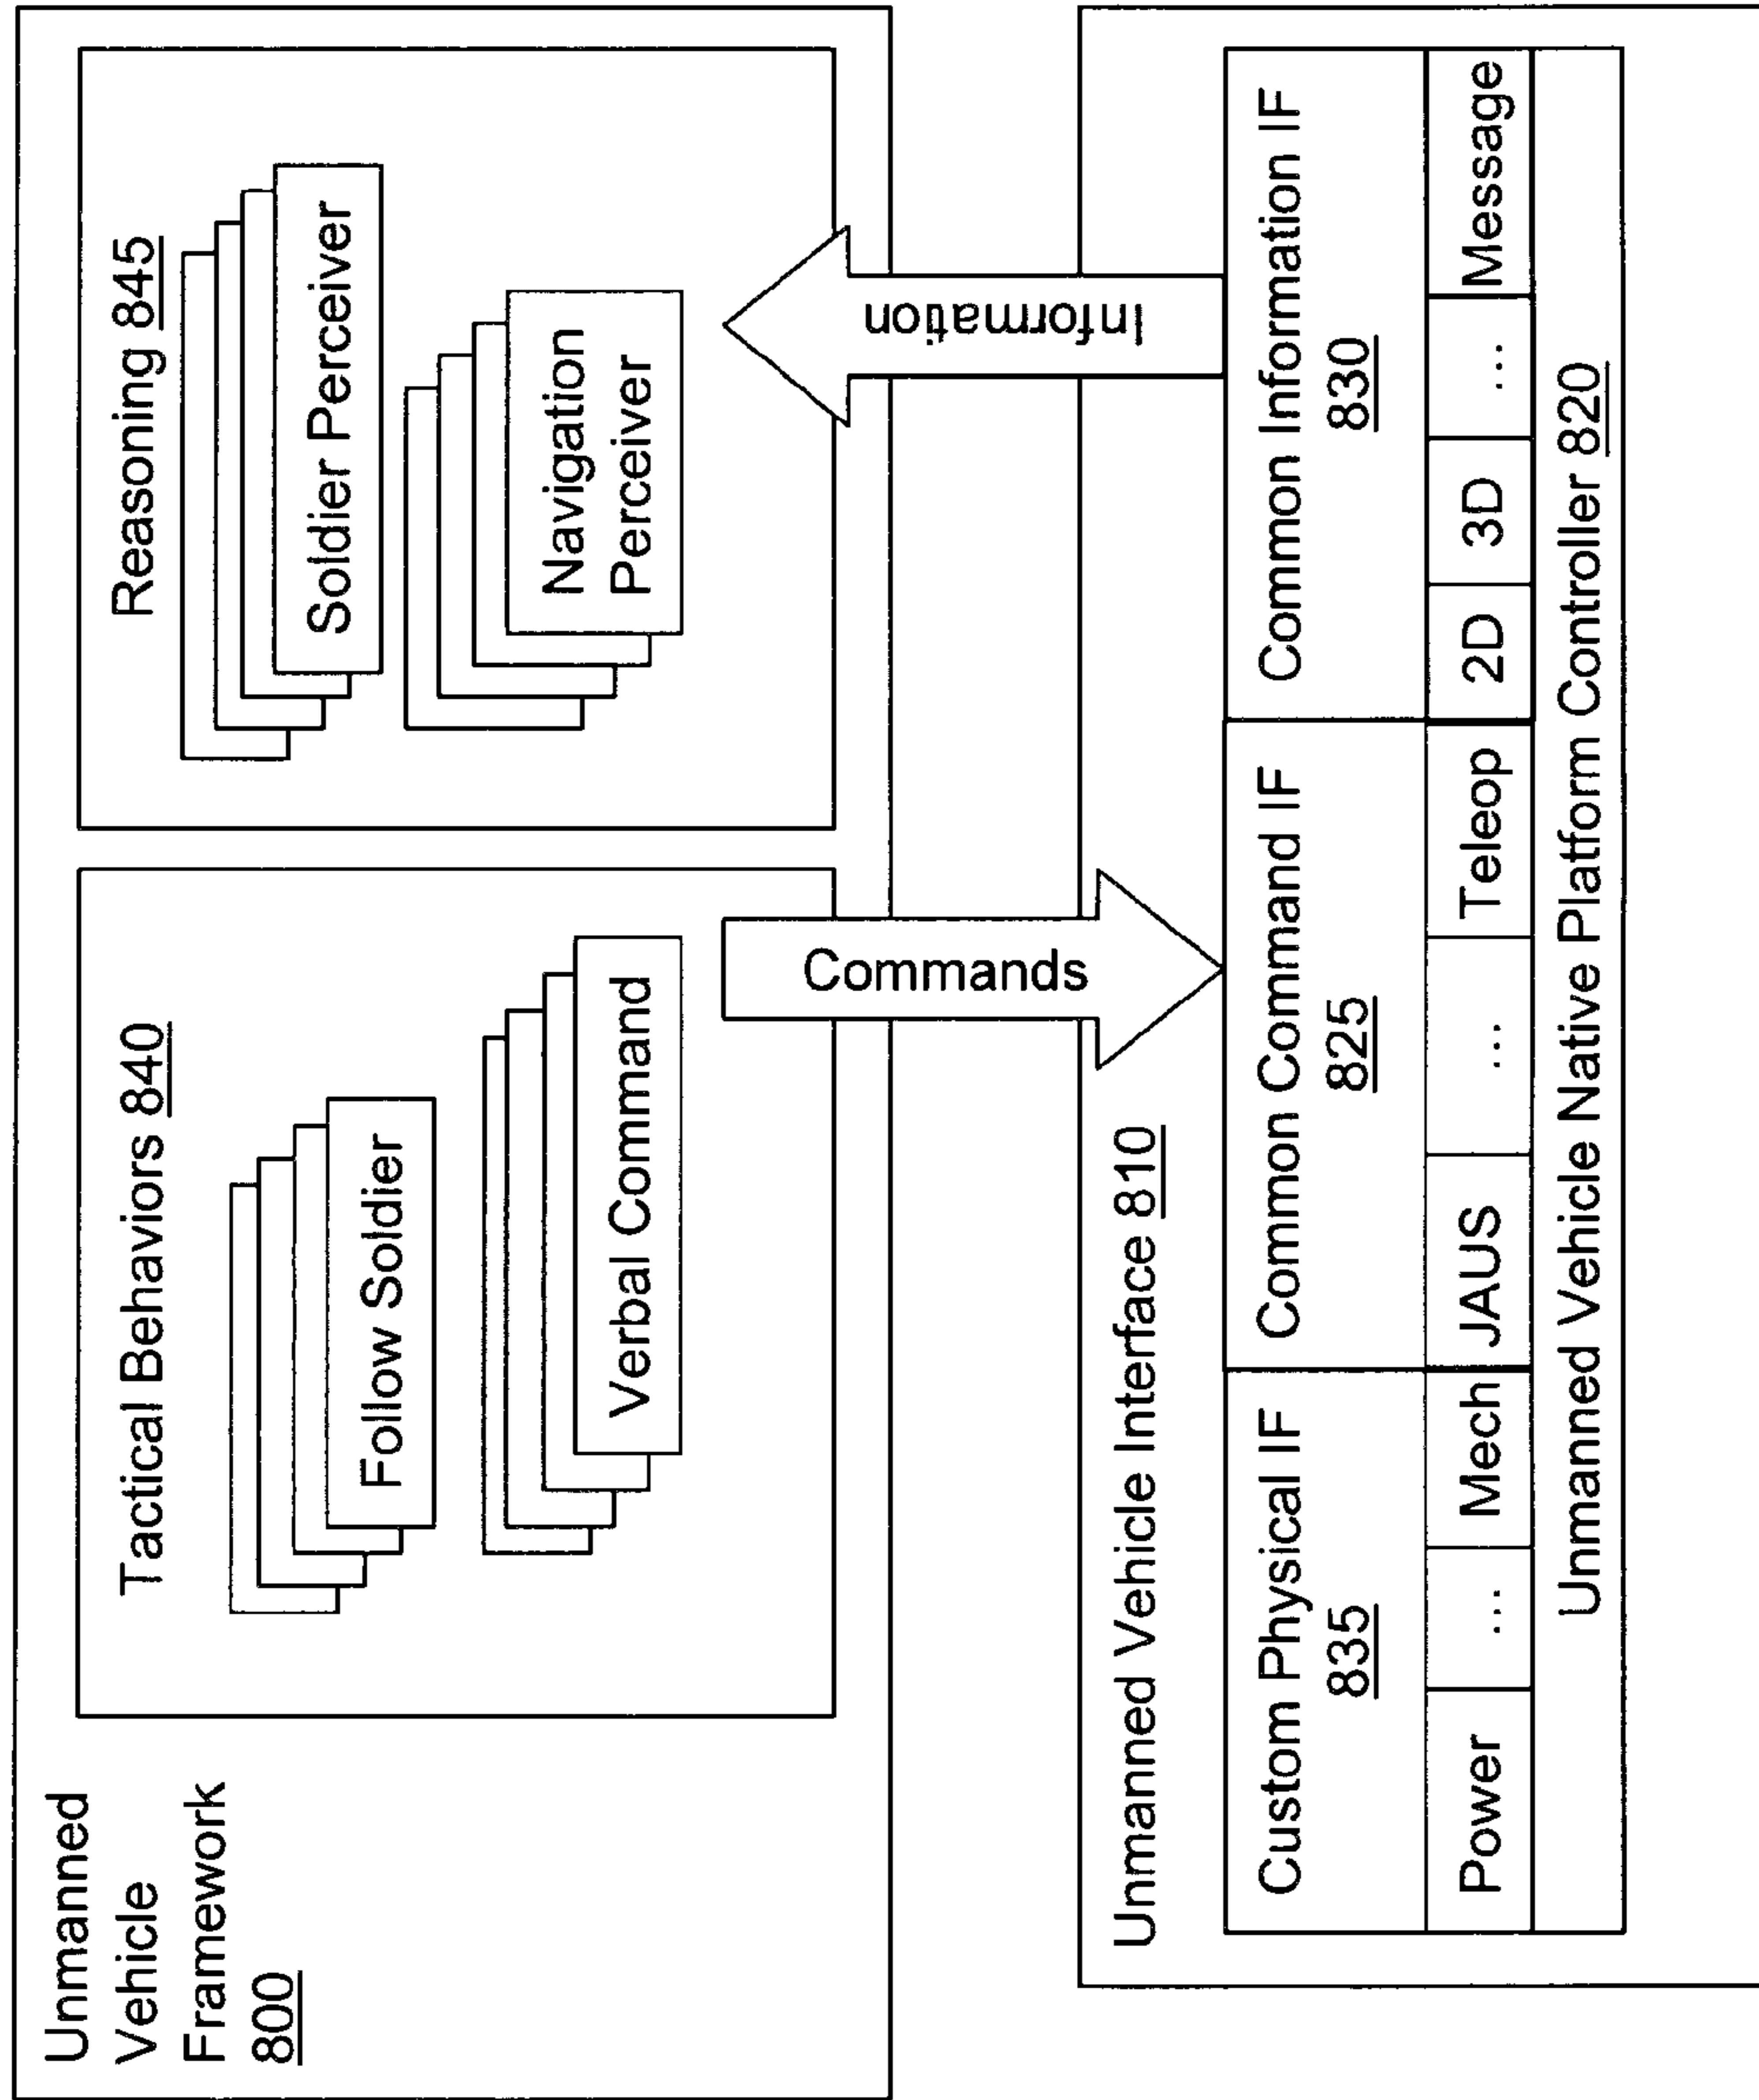 Unmanned
Vehicle
Framework
800
Tactical Behaviors 840
Follow Soldier
Verbal Command
Reasoning 845
Soldier Perceiver
Navigation
Perceiver
Commands
Information
Unmanned Vehicle Interface 810
Custom Physical IF
835
Common Command IF
825
Common Information IF
830
Power
...
Mech
JAUS
...
Teleop
2D
3D
...
Message
Unmanned Vehicle Native Platform Controller 820